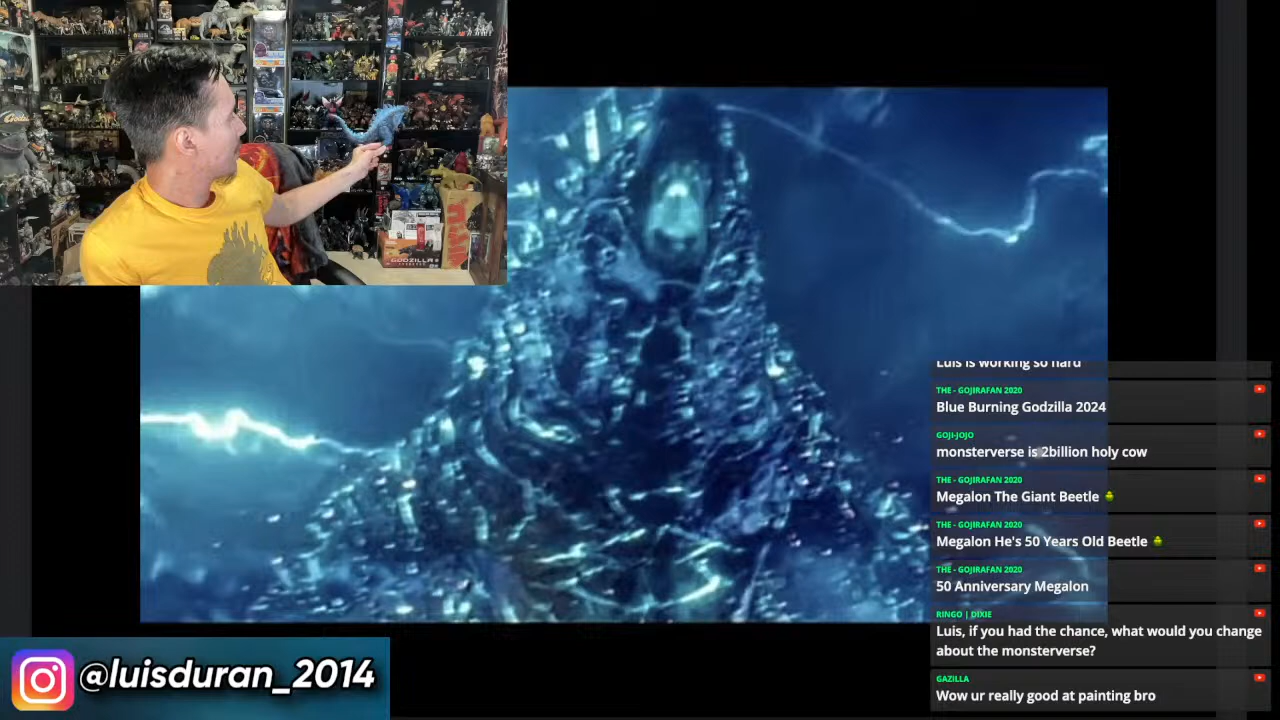 GODZILLA
Luis is working so hard
THE - GOJIRAFAN 2020
Blue Burning Godzilla 2024
GOJI-JOJO
monsterverse is 2billion holy cow
THE - GOJIRAFAN 2020
Megalon The Giant Beetle
THE - GOJIRAFAN 2020
Megalon He's 50 Years Old Beetle
THE - GOJIRAFAN 2020
50 Anniversary Megalon
RINGO | DIXIE
Luis, if you had the chance, what would you change
about the monsterverse?
GAZILLA
Wow ur really good at painting bro
@luisduran_2014